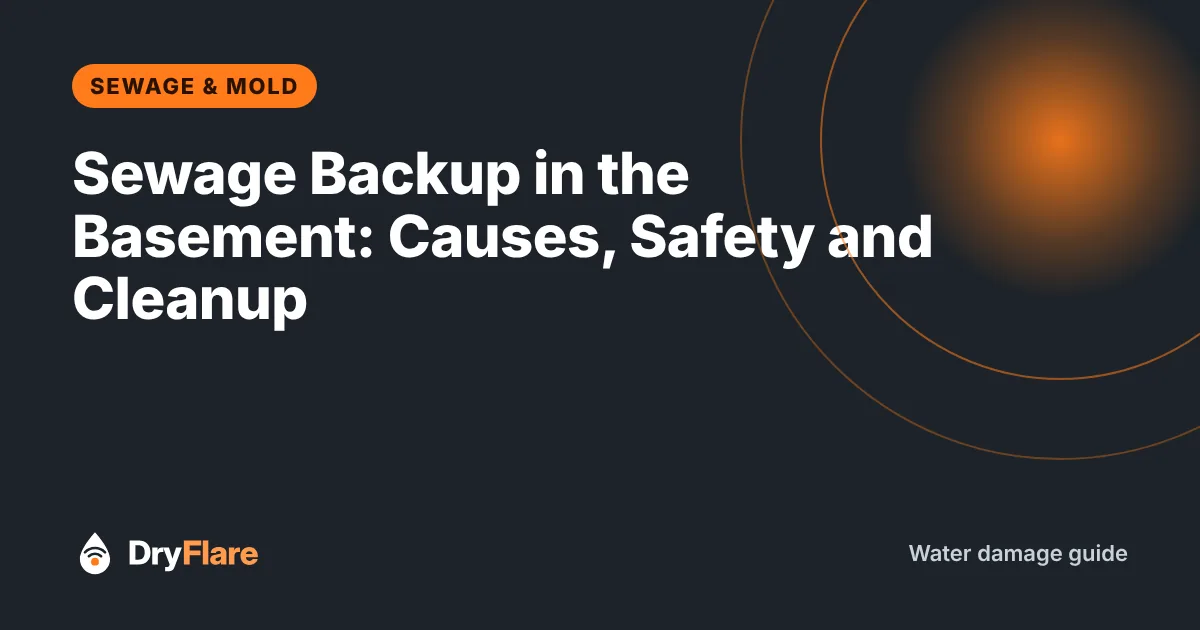 SEWAGE & MOLD
Sewage Backup in the
Basement: Causes, Safety and
Cleanup
DryFlare
Water damage guide